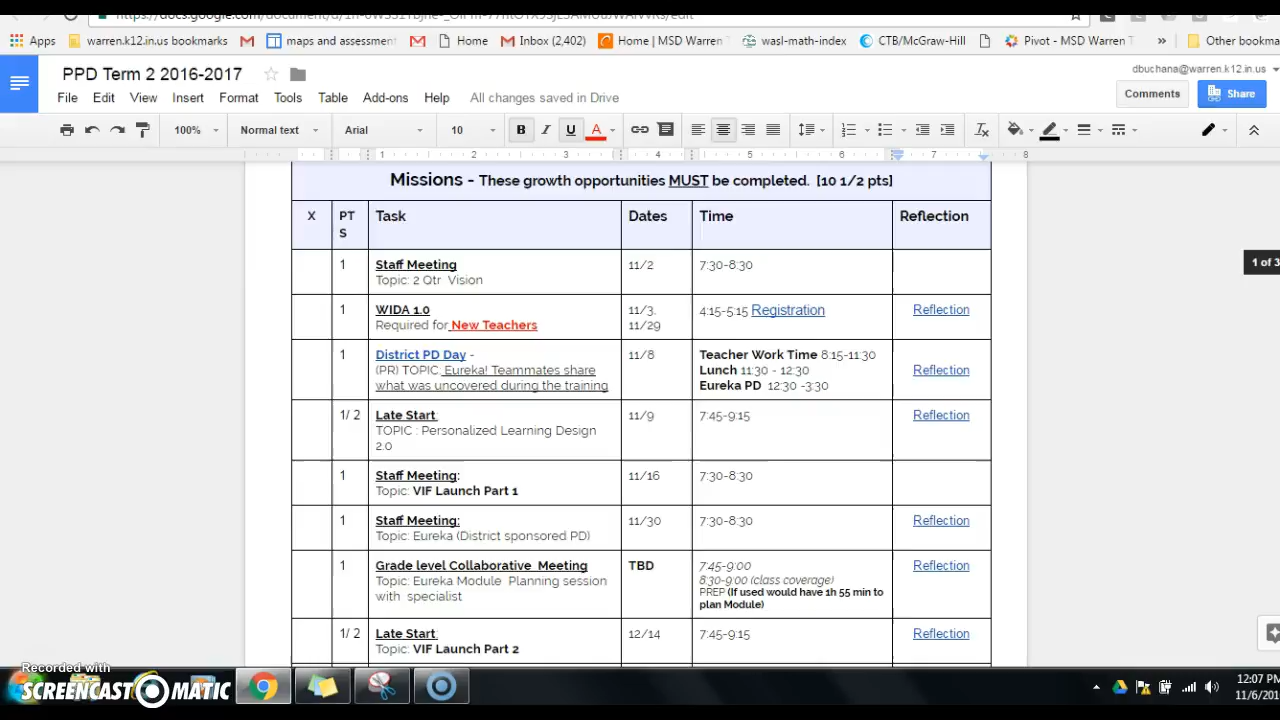 warren.k12.in.us bookmarks
Apps
maps and assessment
Home
Inbox (2,402)
Home | MSD Warren T
wasl-math-index
CTB/McGraw-Hill
Pivot - MSD Warren T
»
Other bookma
PPD Term 2 2016-2017
dbuchana@warren.k12.in.us
File Edit View Insert Format Tools Table Add-ons Help All changes saved in Drive
Comments
Share
100% Normal text Arial 10 B I U A
1 2 3 4 5 6 7 8
Missions - These growth opportunities MUST be completed. [10 1/2 pts]
X
PT
S
Task
Dates
Time
Reflection
1
Staff Meeting
Topic: 2 Qtr Vision
11/2
7:30-8:30
1 of 3
1
WIDA 1.0
Required for New Teachers
11/3,
11/29
4:15-5:15 Registration
Reflection
1
District PD Day -
(PR) TOPIC: Eureka! Teammates share
what was uncovered during the training
11/8
Teacher Work Time 8:15-11:30
Lunch 11:30 - 12:30
Eureka PD 12:30 -3:30
Reflection
1/ 2
Late Start
TOPIC : Personalized Learning Design
2.0
11/9
7:45-9:15
Reflection
1
Staff Meeting:
Topic: VIF Launch Part 1
11/16
7:30-8:30
1
Staff Meeting:
Topic: Eureka (District sponsored PD)
11/30
7:30-8:30
Reflection
1
Grade level Collaborative Meeting
Topic: Eureka Module Planning session
with specialist
TBD
7:45-9:00
8:30-9:00 (class coverage)
PREP (If used would have 1h 55 min to
plan Module)
Reflection
1/ 2
Late Start:
Topic: VIF Launch Part 2
12/14
7:45-9:15
Reflection
Recorded with
SCREENCAST MATIC
12:07 PM
11/6/201